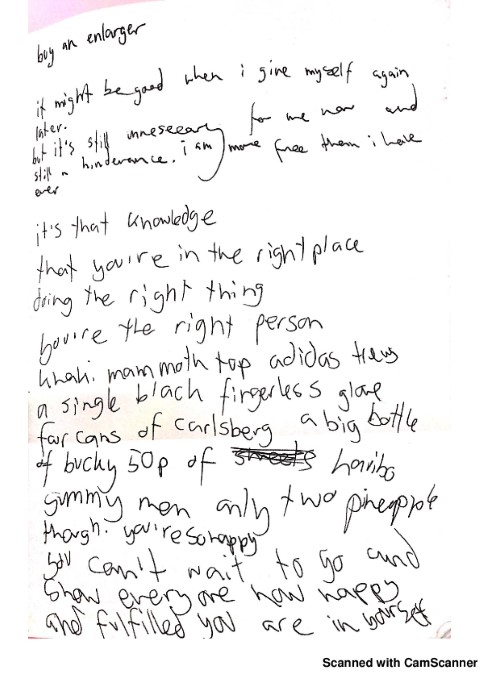 buy an enlarger
it might be good when i give myself again
later.
but it's still unneseeary for me now and
still a hinderance. i am more free them i have
ever
it's that knowledge
that you're in the right place
doing the right thing
you're the right person
khaki. mammoth top adidas trews
a single black fingerless glove
four cans of Carlsberg a big bottle
of bucky 50p of sweets haribo
gummy men only two pineapple
though. you're so happy
you can't wait to go and
show everyone how happy
and fulfilled you are in yourself
Scanned with CamScanner